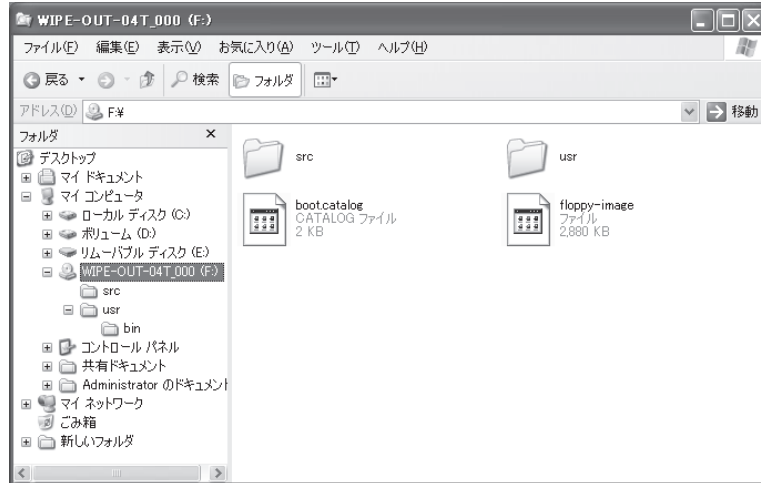 WIPE-OUT-04T_000 (F:)
ファイル(F) 編集(E) 表示(V) お気に入り(A) ツール(T) ヘルプ(H)
戻る 検索 フォルダ
アドレス(D) F:¥ 移動
フォルダ ×
デスクトップ
マイ ドキュメント
マイ コンピュータ
ローカル ディスク (C:)
ボリューム (D:)
リムーバブル ディスク (E:)
WIPE-OUT-04T_000 (F:)
src
usr
bin
コントロール パネル
共有ドキュメント
Administrator のドキュメント
マイ ネットワーク
ごみ箱
新しいフォルダ
src
usr
boot.catalog
CATALOG ファイル
2 KB
floppy-image
ファイル
2,880 KB